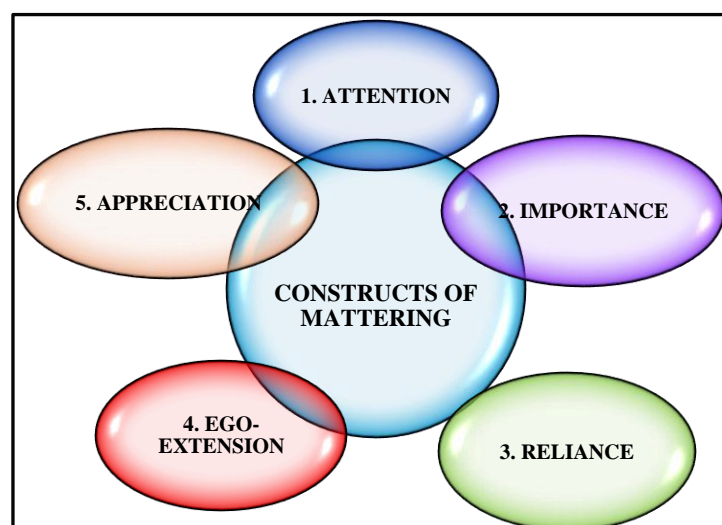 1. ATTENTION
2. IMPORTANCE
3. RELIANCE
4. EGO-
EXTENSION
5. APPRECIATION
CONSTRUCTS OF
MATTERING